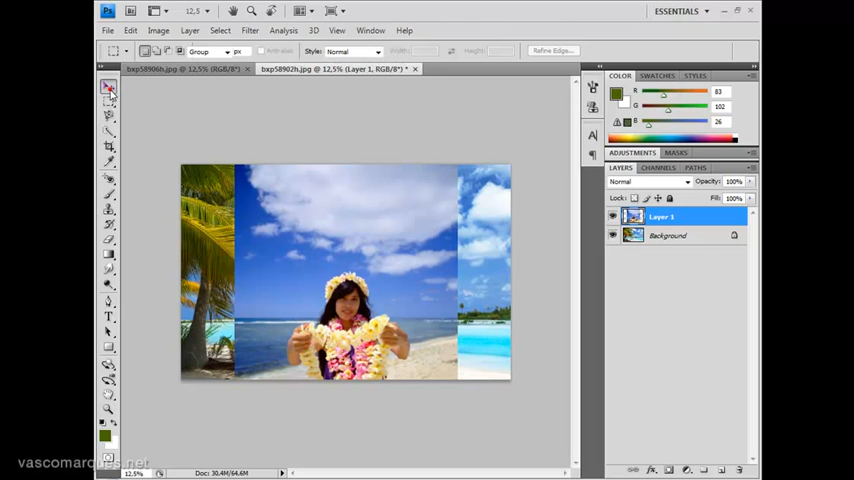 Ps Br 12,5 ESSENTIALS
File Edit Image Layer Select Filter Analysis 3D View Window Help
Group px Anti-alias Style: Normal Width: Height: Refine Edge...
bxp58906h.jpg @ 12,5% (RGB/8*) × bxp58902h.jpg @ 12,5% (Layer 1, RGB/8*) * ×
COLOR SWATCHES STYLES
R 83
G 102
B 26
A
ADJUSTMENTS MASKS
LAYERS CHANNELS PATHS
Normal Opacity: 100%
Lock: Fill: 100%
Layer 1
Background
T
vascomarques.net
12,5% Doc: 30,4M/64,6M
fx